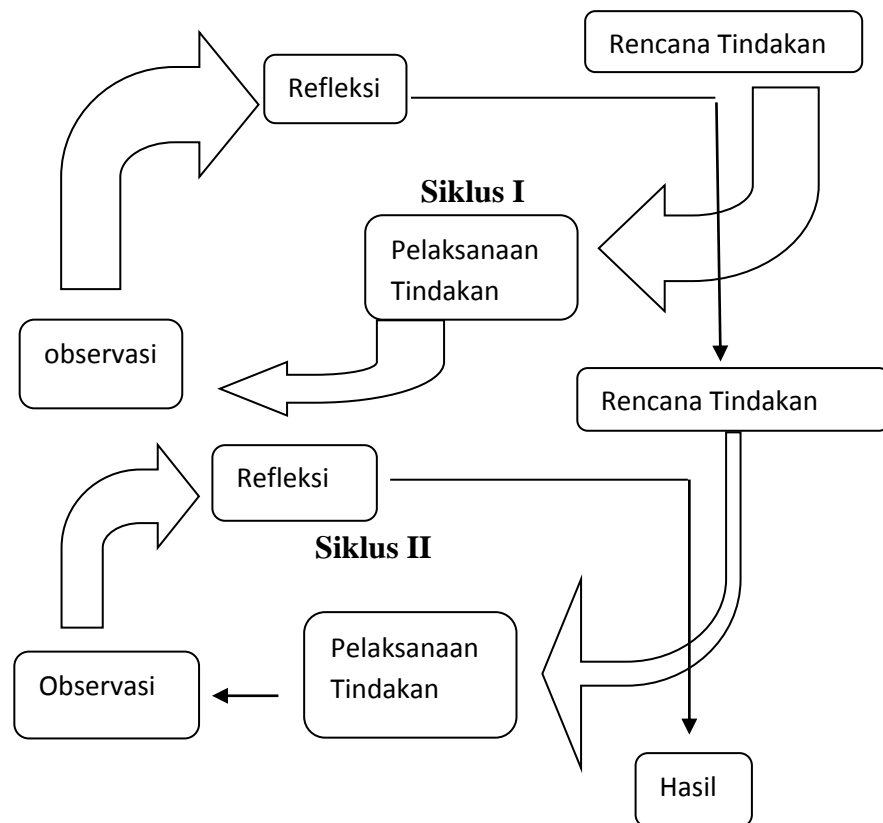 Rencana Tindakan
Refleksi
Siklus I
Pelaksanaan
Tindakan
observasi
Rencana Tindakan
Refleksi
Siklus II
Pelaksanaan
Tindakan
Observasi
Hasil